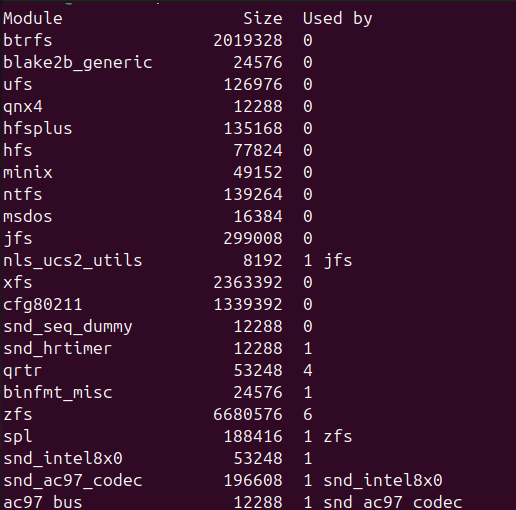 Module                  Size  Used by
btrfs                2019328  0
blake2b_generic        24576  0
ufs                   126976  0
qnx4                   12288  0
hfsplus               135168  0
hfs                    77824  0
minix                  49152  0
ntfs                  139264  0
msdos                  16384  0
jfs                   299008  0
nls_ucs2_utils          8192  1 jfs
xfs                  2363392  0
cfg80211             1339392  0
snd_seq_dummy          12288  0
snd_hrtimer            12288  1
qrtr                   53248  4
binfmt_misc            24576  1
zfs                  6680576  6
spl                   188416  1 zfs
snd_intel8x0           53248  1
snd_ac97_codec        196608  1 snd_intel8x0
ac97_bus               12288  1 snd_ac97_codec